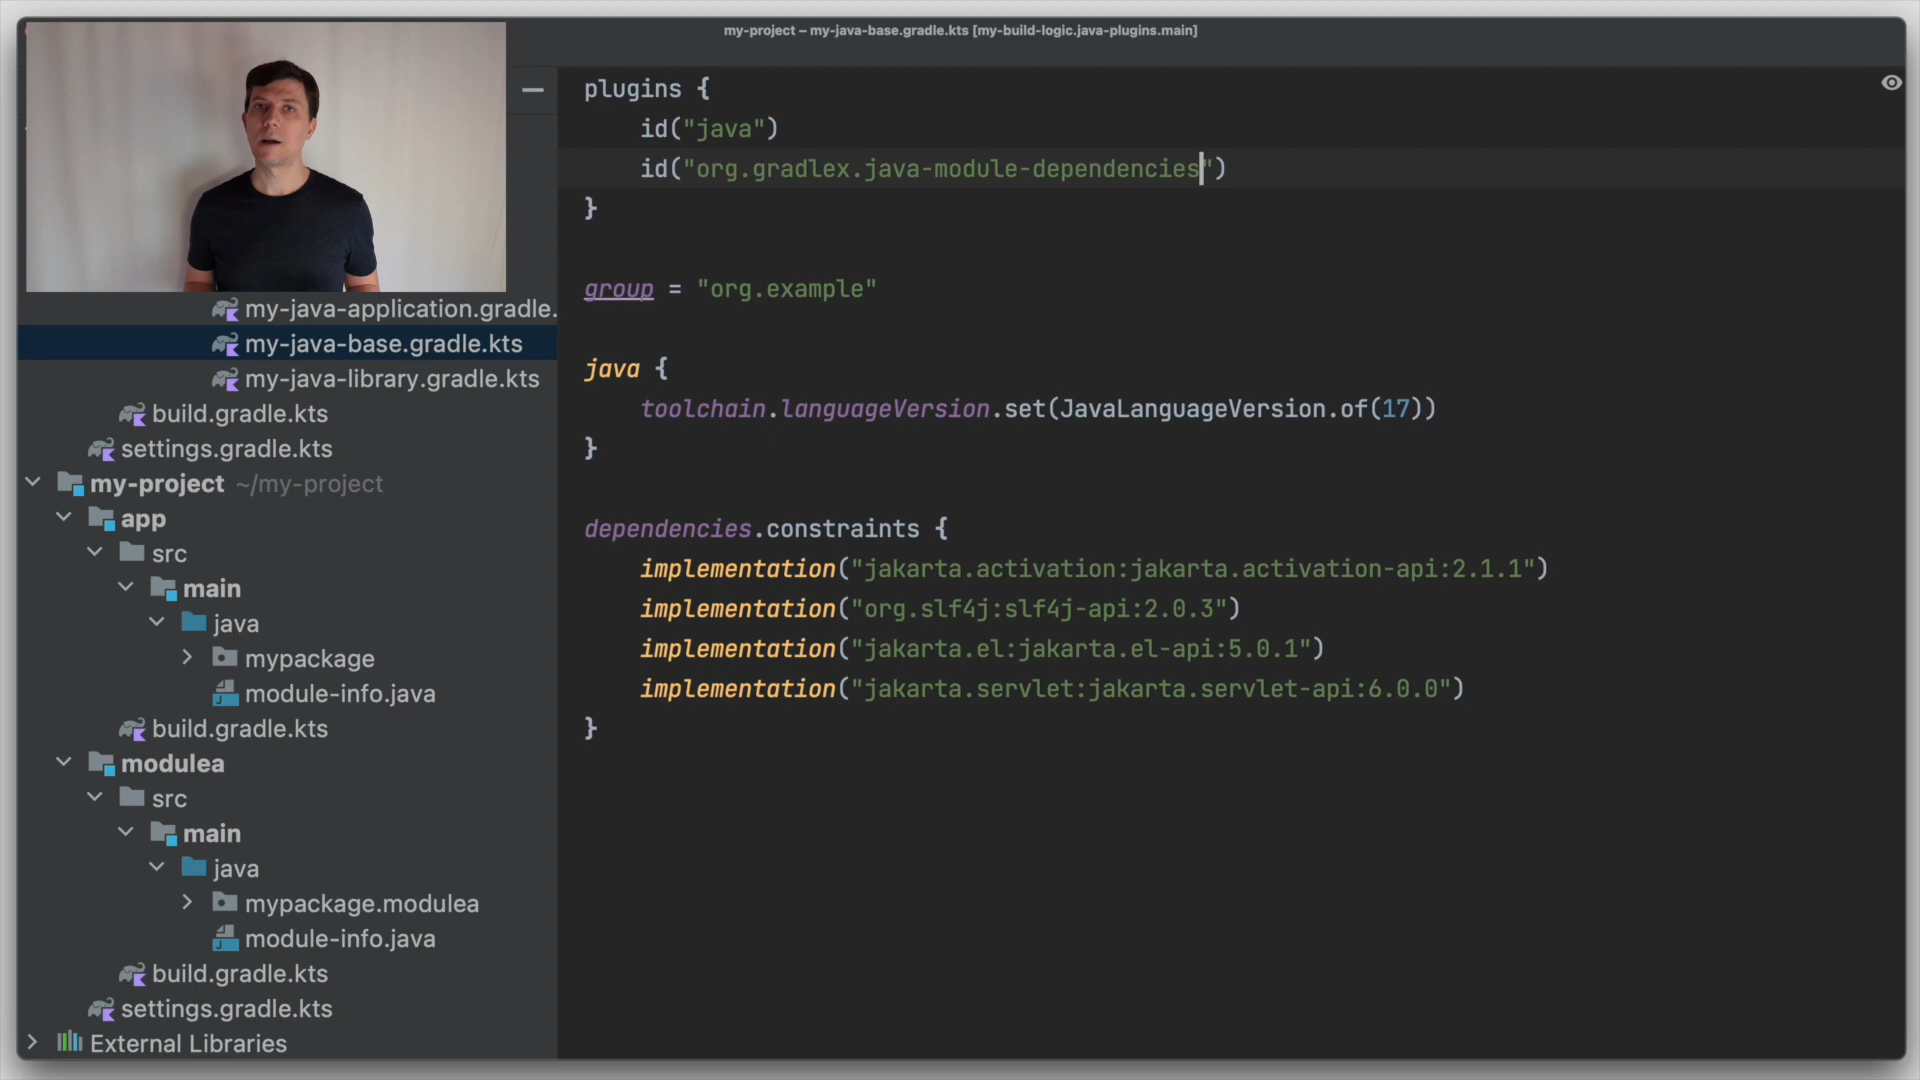 my-project – my-java-base.gradle.kts [my-build-logic.java-plugins.main]
my-java-application.gradle.
my-java-base.gradle.kts
my-java-library.gradle.kts
build.gradle.kts
settings.gradle.kts
my-project ~/my-project
app
src
main
java
mypackage
module-info.java
build.gradle.kts
modulea
src
main
java
mypackage.modulea
module-info.java
build.gradle.kts
settings.gradle.kts
External Libraries
plugins {
id("java")
id("org.gradlex.java-module-dependencies")
}
group = "org.example"
java {
toolchain.languageVersion.set(JavaLanguageVersion.of(17))
}
dependencies.constraints {
implementation("jakarta.activation:jakarta.activation-api:2.1.1")
implementation("org.slf4j:slf4j-api:2.0.3")
implementation("jakarta.el:jakarta.el-api:5.0.1")
implementation("jakarta.servlet:jakarta.servlet-api:6.0.0")
}